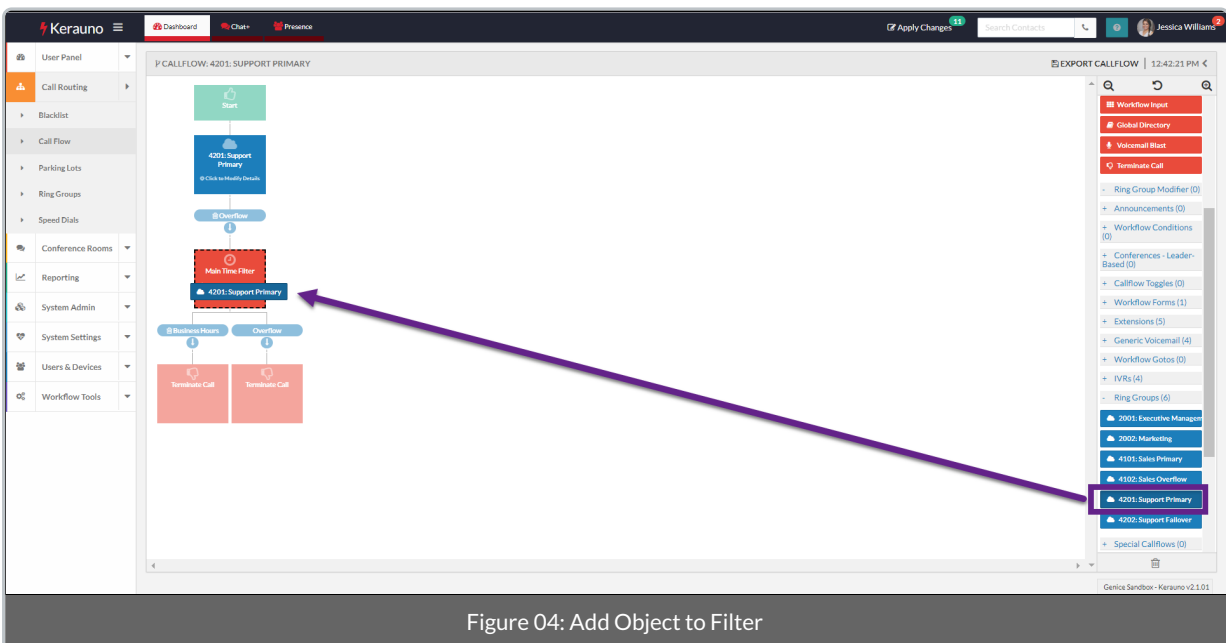 Kerauno
Dashboard
Chat+
Presence
Apply Changes
11
Search Contacts
?
Jessica Williams
2
User Panel
Call Routing
Blacklist
Call Flow
Parking Lots
Ring Groups
Speed Dials
Conference Rooms
Reporting
System Admin
System Settings
Users & Devices
Workflow Tools
CALLFLOW: 4201: SUPPORT PRIMARY
EXPORT CALLFLOW | 12:42:21 PM
Start
4201: Support
Primary
Click to Modify Details
Overflow
Main Time Filter
4201: Support Primary
Business Hours
Overflow
Terminate Call
Terminate Call
Workflow Input
Global Directory
Voicemail Blast
Terminate Call
- Ring Group Modifier (0)
+ Announcements (0)
+ Workflow Conditions
(0)
+ Conferences - Leader-
Based (0)
+ Callflow Toggles (0)
+ Workflow Forms (1)
+ Extensions (5)
+ Generic Voicemail (4)
+ Workflow Gotos (0)
+ IVRs (4)
- Ring Groups (6)
2001: Executive Managem
2002: Marketing
4101: Sales Primary
4102: Sales Overflow
4201: Support Primary
4202: Support Failover
+ Special Callflows (0)
Genice Sandbox - Kerauno v2.1.01
Figure 04: Add Object to Filter